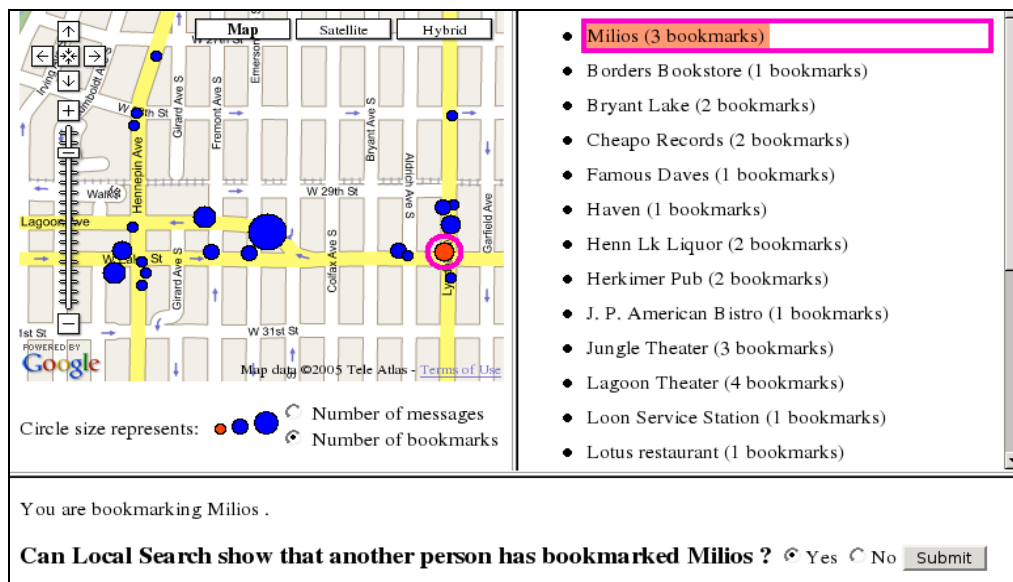 Map
Satellite
Hybrid
W 27th St
Emerson
Irving
Humboldt Ave
Girard Ave S
Fremont Ave S
Bryant Ave S
Aldrich Ave S
Hennepin Ave
W 29th St
Lagoon Ave
W Lake St
Girard Ave S
Colfax Ave S
Garfield Ave
W 31st St
1st St
POWERED BY
Google
Map data ©2005 Tele Atlas - Terms of Use
Circle size represents:
Number of messages
Number of bookmarks
• Milios (3 bookmarks)
• Borders Bookstore (1 bookmarks)
• Bryant Lake (2 bookmarks)
• Cheapo Records (2 bookmarks)
• Famous Daves (1 bookmarks)
• Haven (1 bookmarks)
• Henn Lk Liquor (2 bookmarks)
• Herkimer Pub (2 bookmarks)
• J. P. American Bistro (1 bookmarks)
• Jungle Theater (3 bookmarks)
• Lagoon Theater (4 bookmarks)
• Loon Service Station (1 bookmarks)
• Lotus restaurant (1 bookmarks)
You are bookmarking Milios .
Can Local Search show that another person has bookmarked Milios ? Yes No Submit